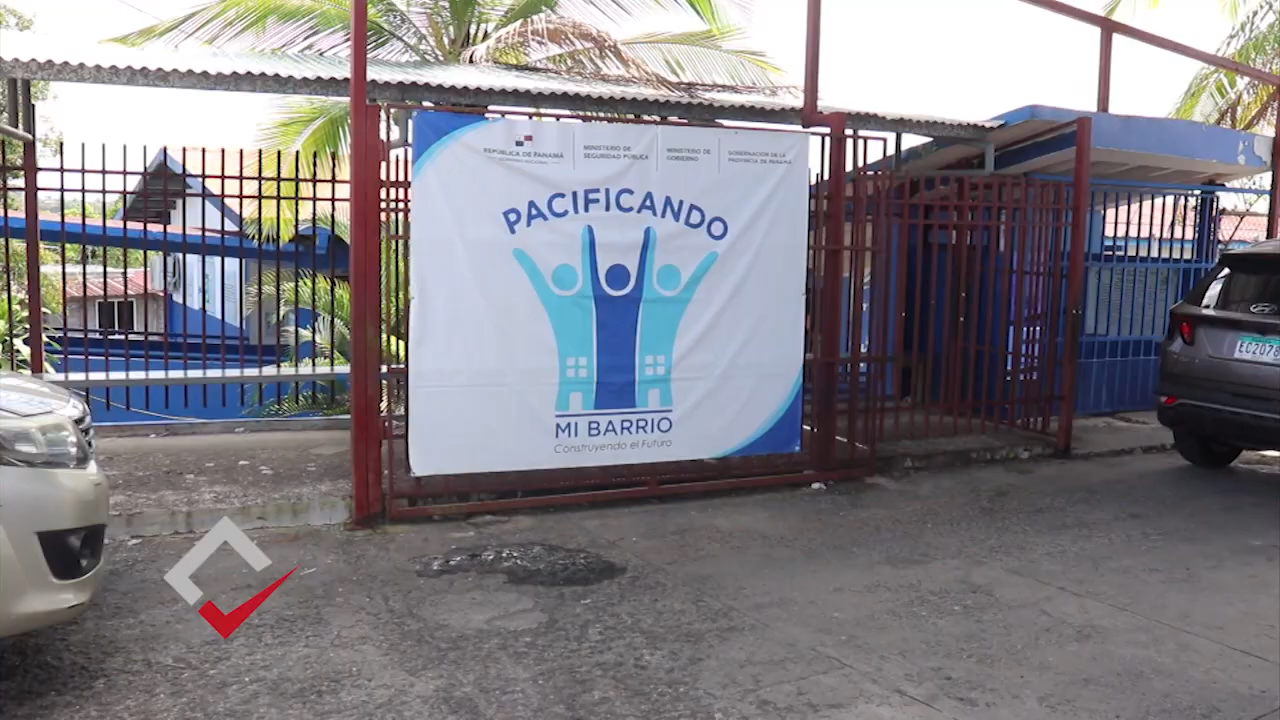 REPÚBLICA DE PANAMÁ
MINISTERIO DE
SEGURIDAD PÚBLICA
MINISTERIO DE
GOBIERNO
GOBERNACIÓN DE LA
PROVINCIA DE PANAMÁ
PACIFICANDO
MI BARRIO
Construyendo el Futuro